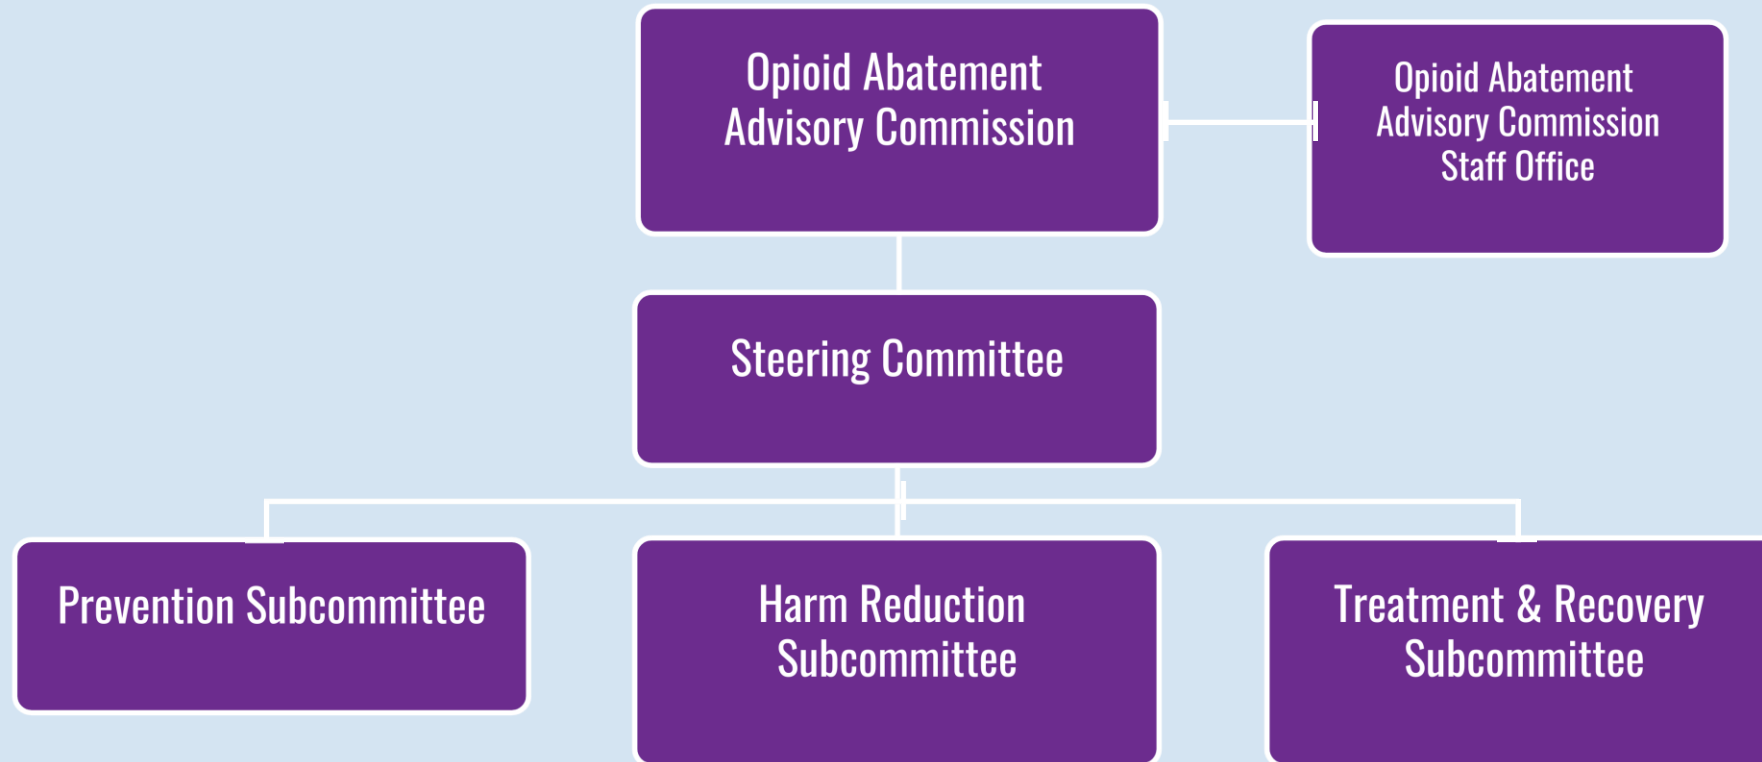 Opioid Abatement
Advisory Commission
Opioid Abatement
Advisory Commission
Staff Office
Steering Committee
Prevention Subcommittee
Harm Reduction
Subcommittee
Treatment & Recovery
Subcommittee